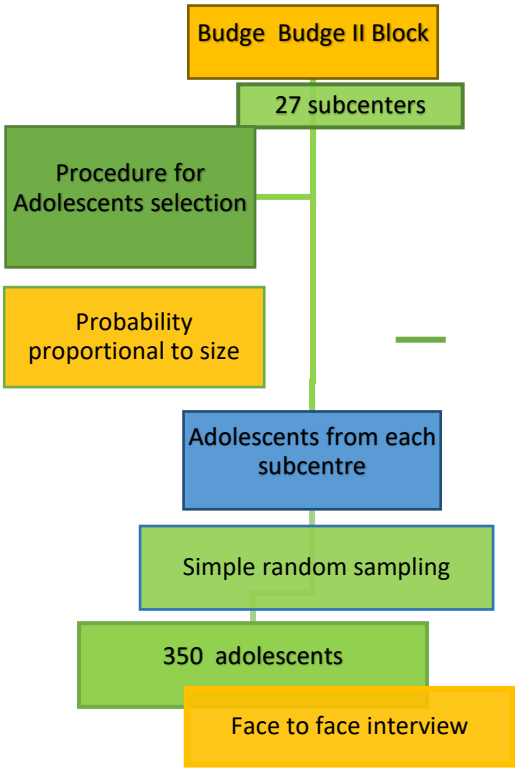 Budge  Budge II Block
27 subcenters
Procedure for
Adolescents selection
Probability
proportional to size
Adolescents from each
subcentre
Simple random sampling
350  adolescents
Face to face interview